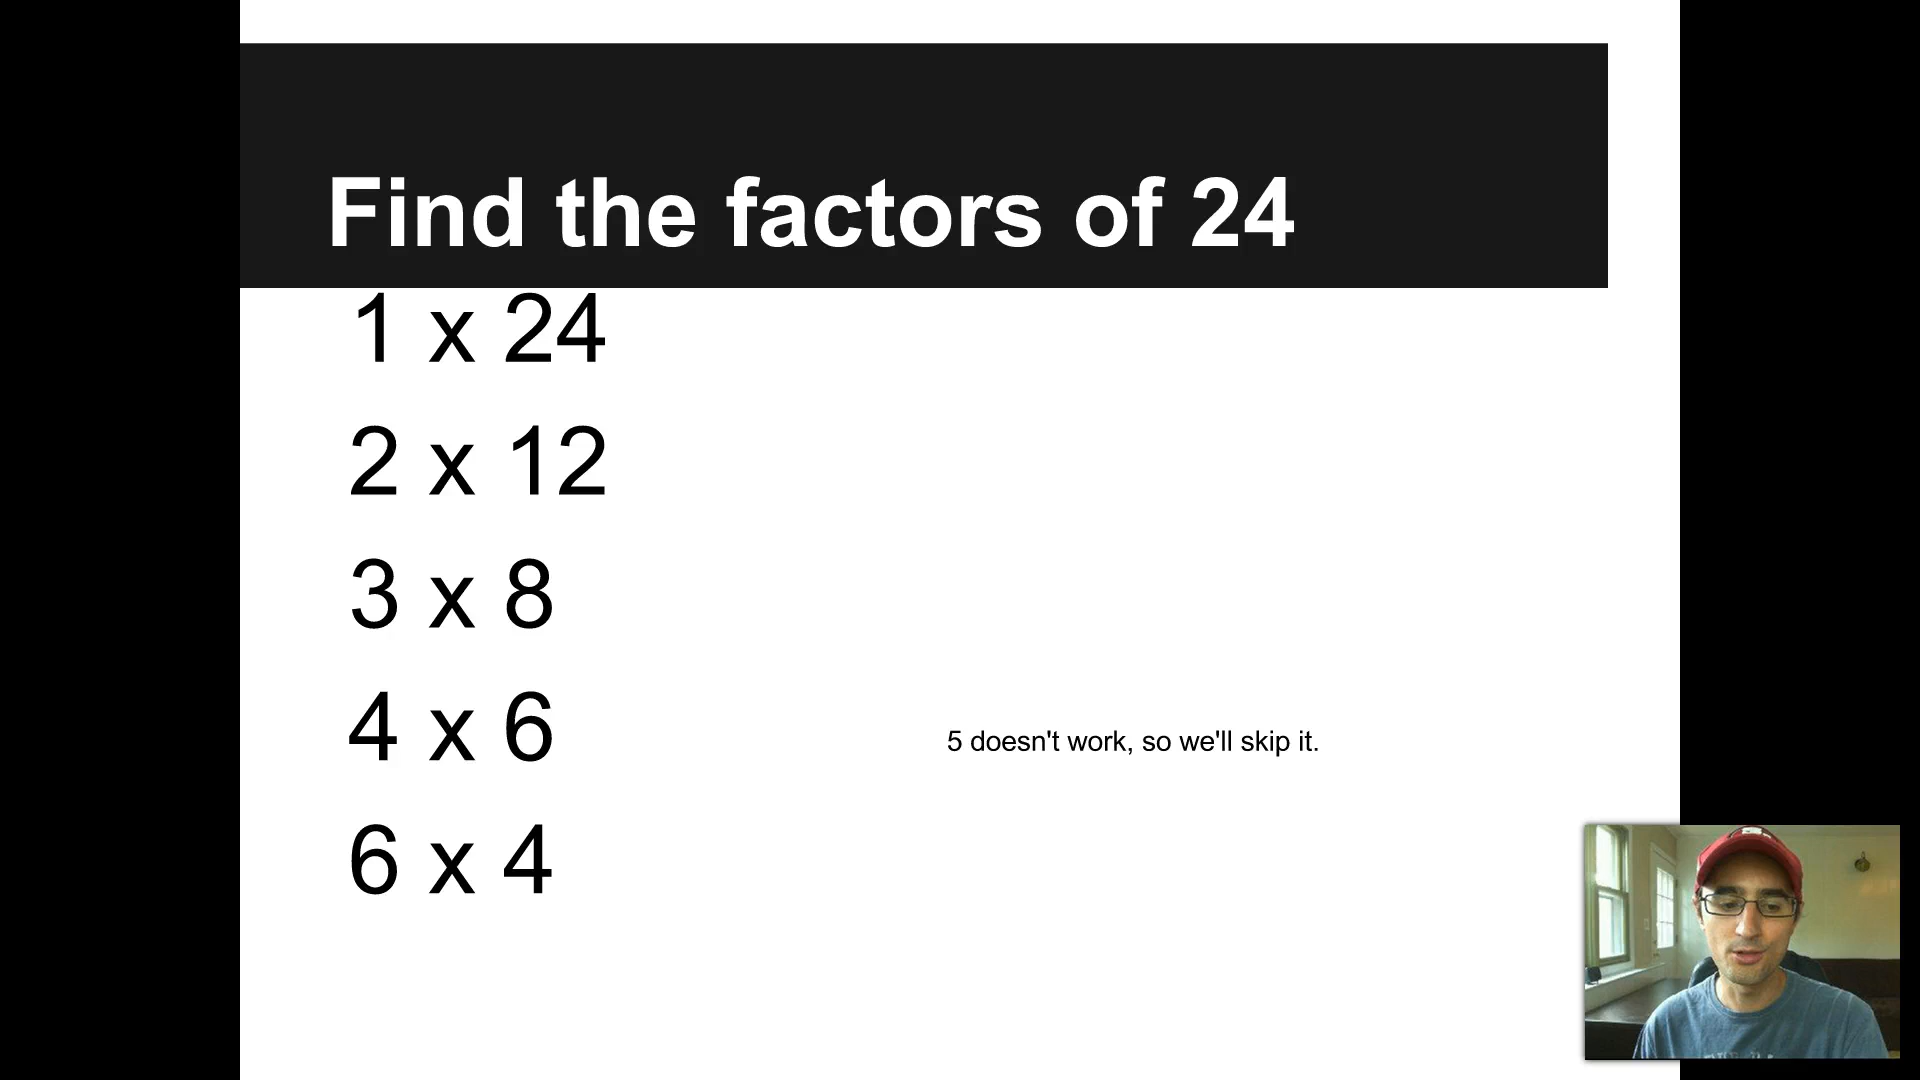 Find the factors of 24
1 x 24
2 x 12
3 x 8
4 x 6
5 doesn't work, so we'll skip it.
6 x 4